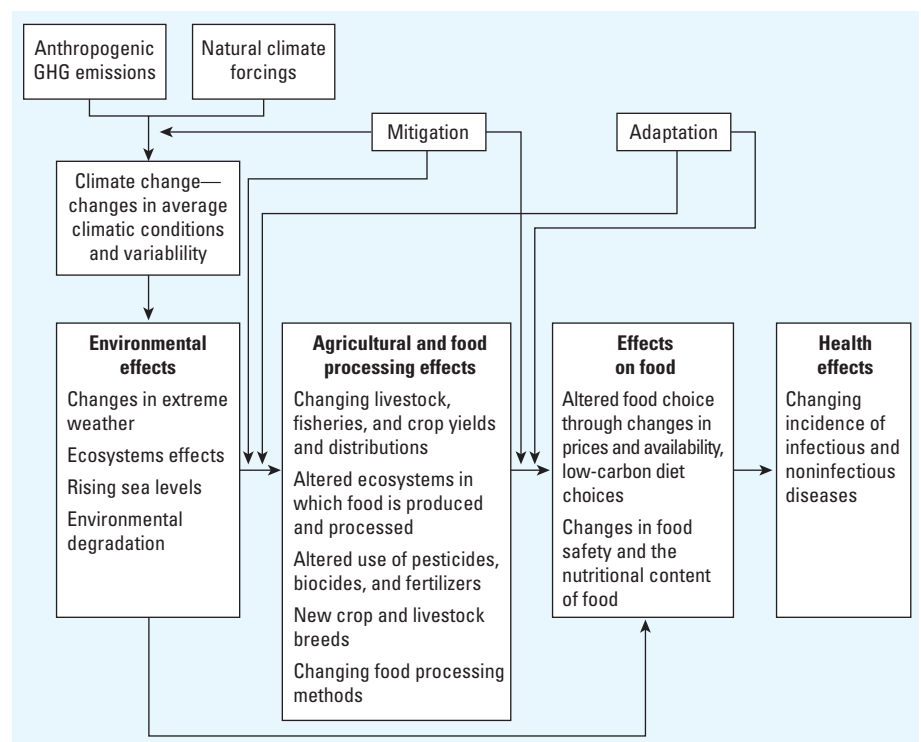 Anthropogenic
GHG emissions
Natural climate
forcings
Mitigation
Adaptation
Climate change—
changes in average
climatic conditions
and variablility
Environmental
effects
Changes in extreme
weather
Ecosystems effects
Rising sea levels
Environmental
degradation
Agricultural and food
processing effects
Changing livestock,
fisheries, and crop yields
and distributions
Altered ecosystems in
which food is produced
and processed
Altered use of pesticides,
biocides, and fertilizers
New crop and livestock
breeds
Changing food processing
methods
Effects
on food
Altered food choice
through changes in
prices and availability,
low-carbon diet
choices
Changes in food
safety and the
nutritional content
of food
Health
effects
Changing
incidence of
infectious and
noninfectious
diseases